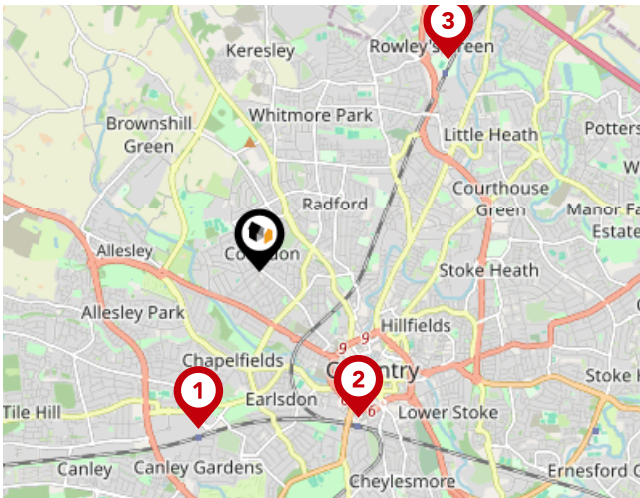 3
Rowley's Green
Keresley
Whitmore Park
Brownshill
Green
Little Heath
Potters
W
Courthouse
Green
Radford
Manor Fa
Estate
Allesley
Stoke Heath
Allesley Park
Hillfields
9
9
Chapelfields
2
1
Earlsdon
6
Lower Stoke
Stoke H
Tile Hill
Canley
Canley Gardens
Cheylesmore
Ernesford G